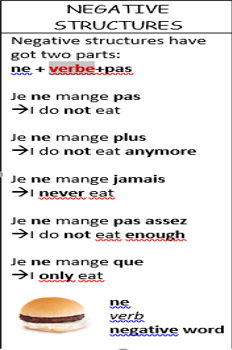 NEGATIVE
STRUCTURES
Negative structures have
got two parts:
ne + verbe+pas
Je ne mange pas
→I do not eat
Je ne mange plus
→I do not eat anymore
Je ne mange jamais
→I never eat
Je ne mange pas assez
→I do not eat enough
Je ne mange que
→I only eat
ne
verb
negative word